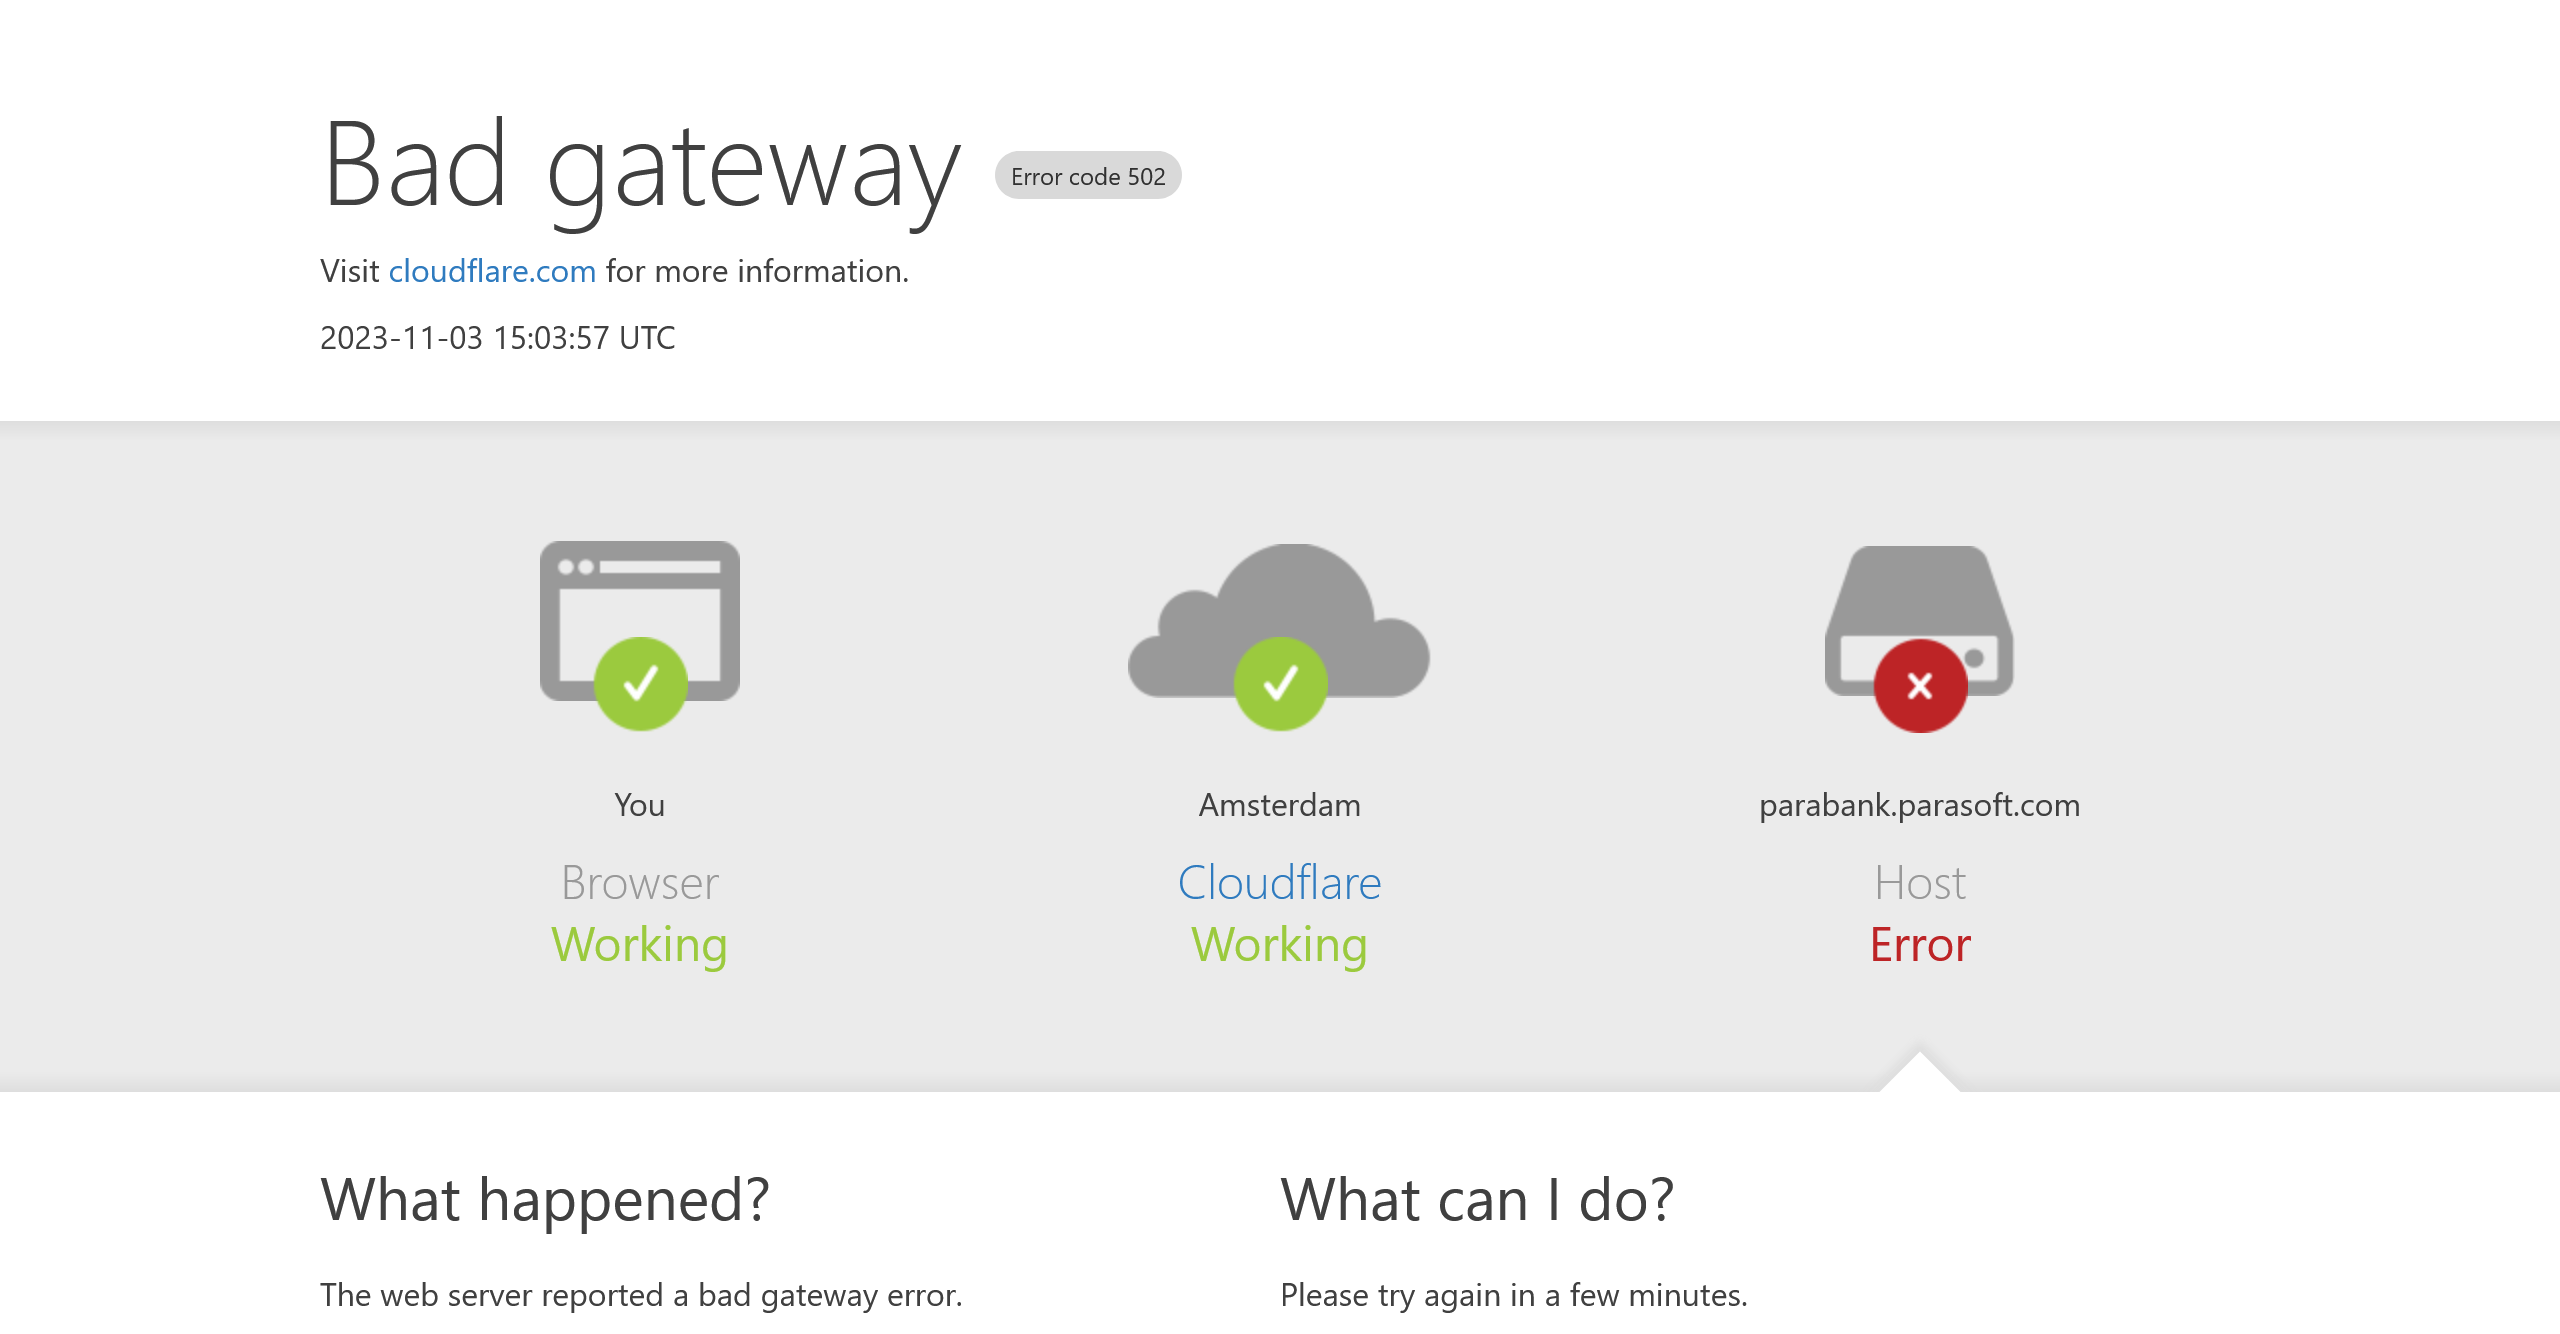 Bad gateway Error code 502
Visit cloudflare.com for more information.
2023-11-03 15:03:57 UTC
You
Browser
Working
Amsterdam
Cloudflare
Working
parabank.parasoft.com
Host
Error
What happened?
The web server reported a bad gateway error.
What can I do?
Please try again in a few minutes.